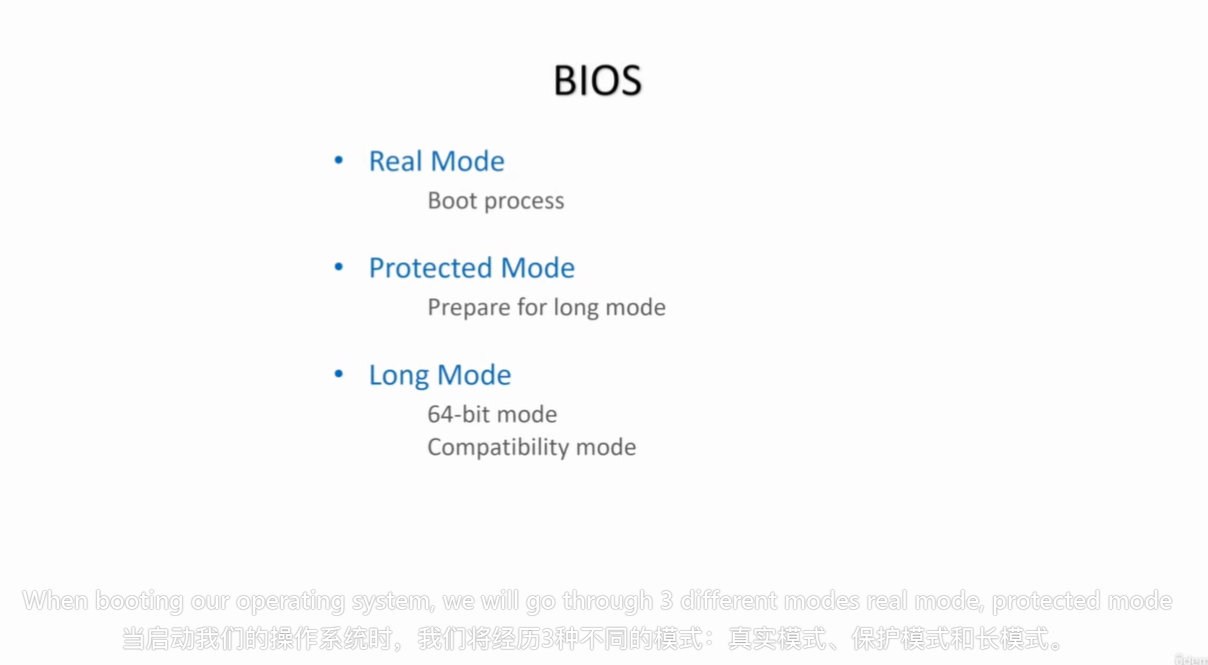 BIOS
• Real Mode
Boot process
• Protected Mode
Prepare for long mode
• Long Mode
64-bit mode
Compatibility mode
When booting our operating system, we will go through 3 different modes real mode, protected mode
当启动我们的操作系统时，我们将经历3种不同的模式：真实模式、保护模式和长模式。